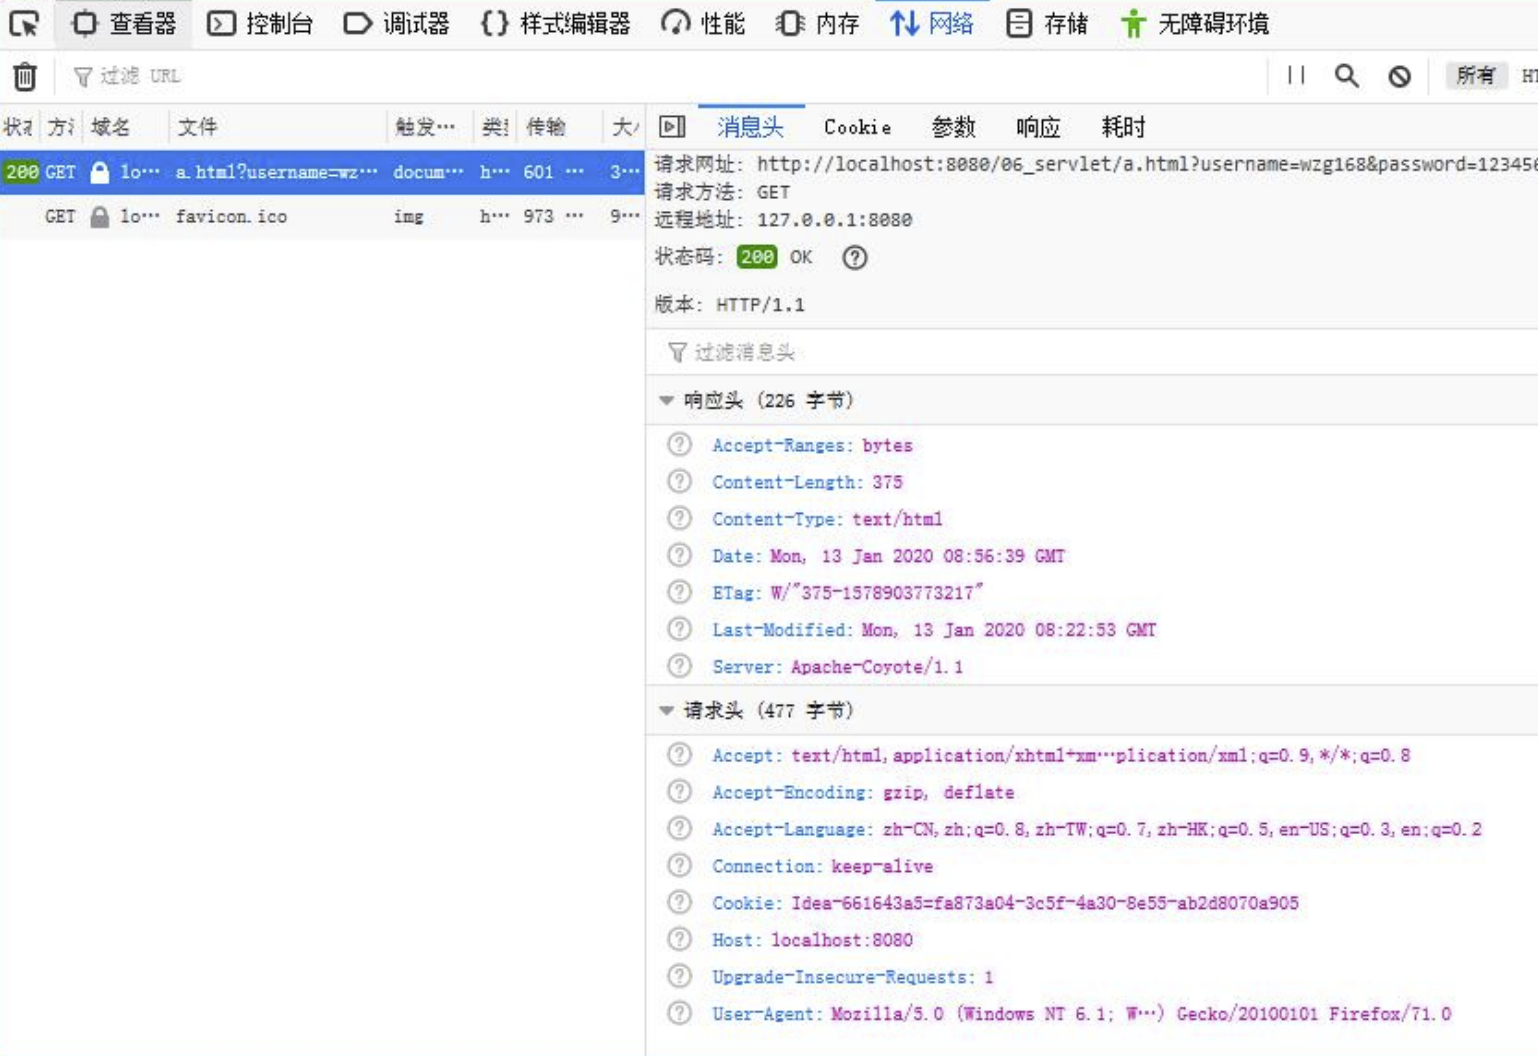 查看器 控制台 调试器 {} 样式编辑器 性能 内存 网络 存储 无障碍环境
过滤 URL 所有
域名 文件 触发… 传输
200 GET lo… a.html?username=wz… docum… h… 601 … 3…
GET lo… favicon.ico img h… 973 … 9…
消息头 Cookie 参数 响应 耗时
请求网址: http://localhost:8080/06_servlet/a.html?username=wzg168&password=123456
请求方法: GET
远程地址: 127.0.0.1:8080
状态码: 200 OK ?
版本: HTTP/1.1
过滤消息头
响应头 (226 字节)
? Accept-Ranges: bytes
? Content-Length: 375
? Content-Type: text/html
? Date: Mon, 13 Jan 2020 08:56:39 GMT
? ETag: W/"375-1578903773217"
? Last-Modified: Mon, 13 Jan 2020 08:22:53 GMT
? Server: Apache-Coyote/1.1
请求头 (477 字节)
? Accept: text/html,application/xhtml+xm…plication/xml;q=0.9,*/*;q=0.8
? Accept-Encoding: gzip, deflate
? Accept-Language: zh-CN,zh;q=0.8,zh-TW;q=0.7,zh-HK;q=0.5,en-US;q=0.3,en;q=0.2
? Connection: keep-alive
? Cookie: Idea-661643a5=fa873a04-3c5f-4a30-8e55-ab2d8070a905
? Host: localhost:8080
? Upgrade-Insecure-Requests: 1
? User-Agent: Mozilla/5.0 (Windows NT 6.1; W…) Gecko/20100101 Firefox/71.0